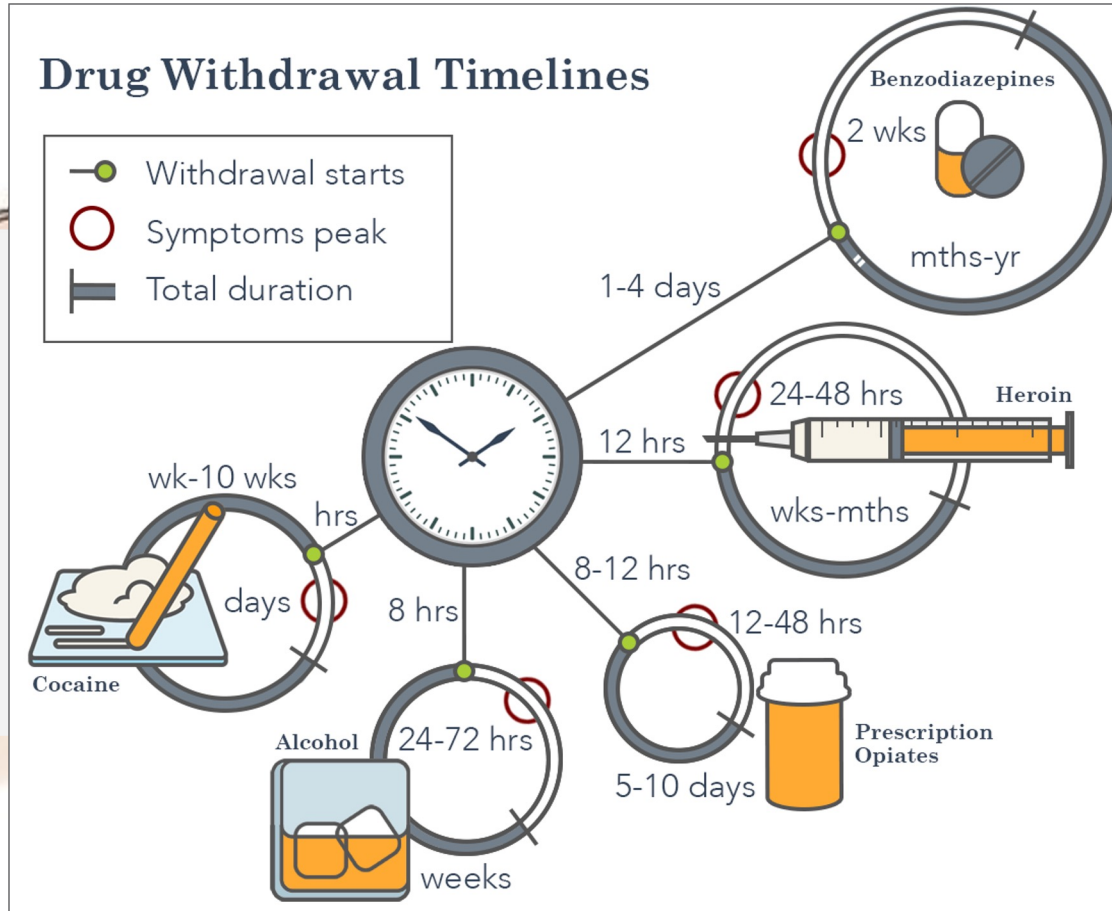 Drug Withdrawal Timelines
Withdrawal starts
Symptoms peak
Total duration
Benzodiazepines
2 wks
mths-yr
1-4 days
24-48 hrs
Heroin
12 hrs
wks-mths
wk-10 wks
hrs
days
Cocaine
8 hrs
Alcohol
24-72 hrs
weeks
8-12 hrs
12-48 hrs
Prescription
Opiates
5-10 days